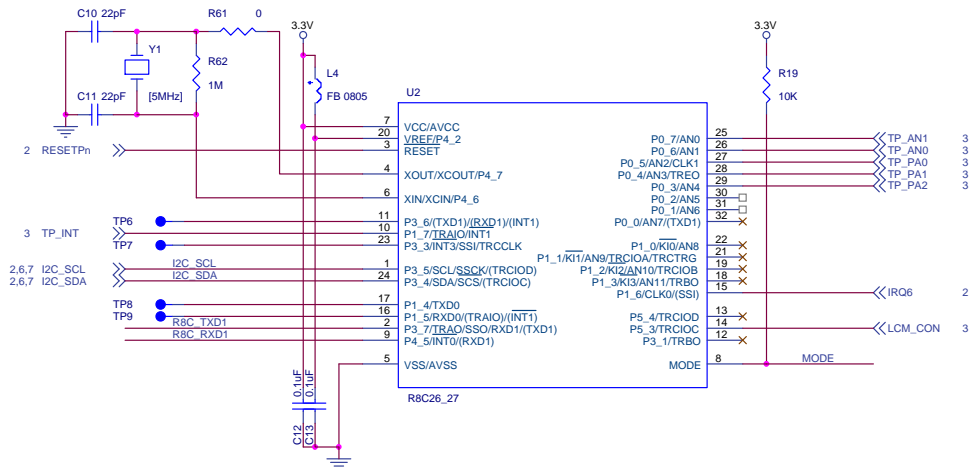 C10 22pF
R61 0
3.3V
3.3V
Y1
R62
1M
L4
FB 0805
R19
10K
C11 22pF
[5MHz]
U2
7 VCC/AVCC
20 VREF/P4_2
2 RESETPn 3 RESET
4 XOUT/XCOUT/P4_7
6 XIN/XCIN/P4_6
TP6 11 P3_6/(TXD1)/(RXD1)/(INT1)
3 TP_INT 10 P1_7/TRAIO/INT1
TP7 23 P3_3/INT3/SSI/TRCCLK
2,6,7 I2C_SCL I2C_SCL 1 P3_5/SCL/SSCK/(TRCIOD)
2,6,7 I2C_SDA I2C_SDA 24 P3_4/SDA/SCS/(TRCIOC)
TP8 17 P1_4/TXD0
TP9 16 P1_5/RXD0/(TRAIO)/(INT1)
R8C_TXD1 2 P3_7/TRAO/SSO/RXD1/(TXD1)
R8C_RXD1 9 P4_5/INT0/(RXD1)
5 VSS/AVSS
P0_7/AN0 25 TP_AN1 3
P0_6/AN1 26 TP_AN0 3
P0_5/AN2/CLK1 27 TP_PA0 3
P0_4/AN3/TREO 28 TP_PA1 3
P0_3/AN4 29 TP_PA2 3
P0_2/AN5 30
P0_1/AN6 31
P0_0/AN7/(TXD1) 32
P1_0/KI0/AN8 22
P1_1/KI1/AN9/TRCIOA/TRCTRG 21
P1_2/KI2/AN10/TRCIOB 19
P1_3/KI3/AN11/TRBO 18
P1_6/CLK0/(SSI) 15 IRQ6 2
P5_4/TRCIOD 13
P5_3/TRCIOC 14 LCM_CON 3
P3_1/TRBO 12
MODE 8 MODE
R8C26_27
C12 0.1uF
C13 0.1uF